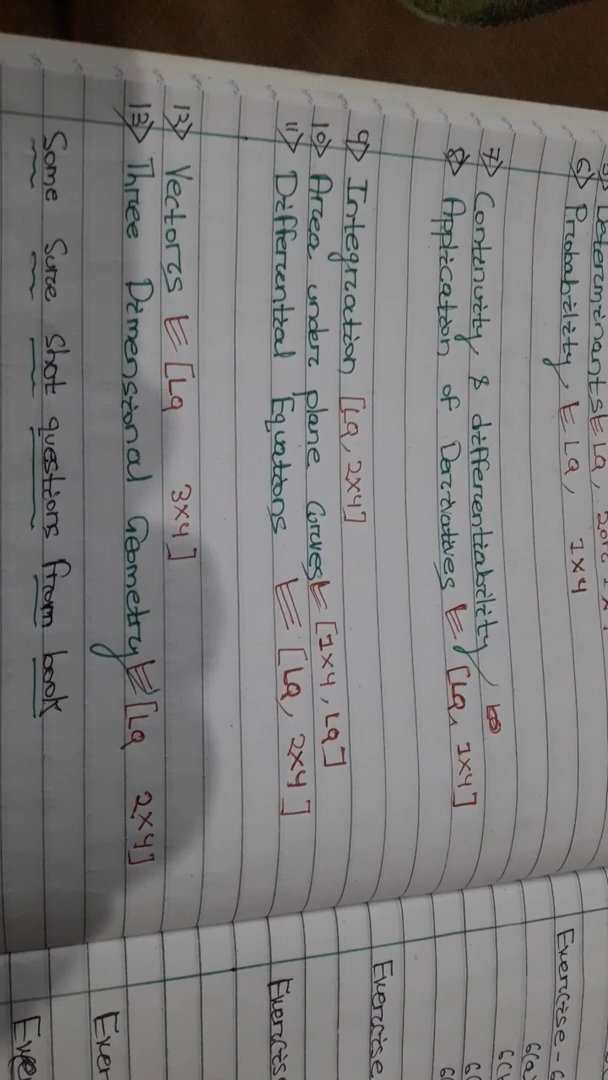 Determinants LQ,
6) Probability, LQ, 1×4
7) Continuity & differentiability,
8) Application of Derivatives [LQ, 1×4]
9) Integration [LQ, 2×4]
10) Area under plane Curves [1×4, LQ]
11) Differential Equations [LQ, 2×4]
13) Vectors [LQ 3×4]
13) Three Dimensional Geometry [LQ 2×4]
Some Sure shot questions from book
Exercise -
Exercise
Exercis
Exer